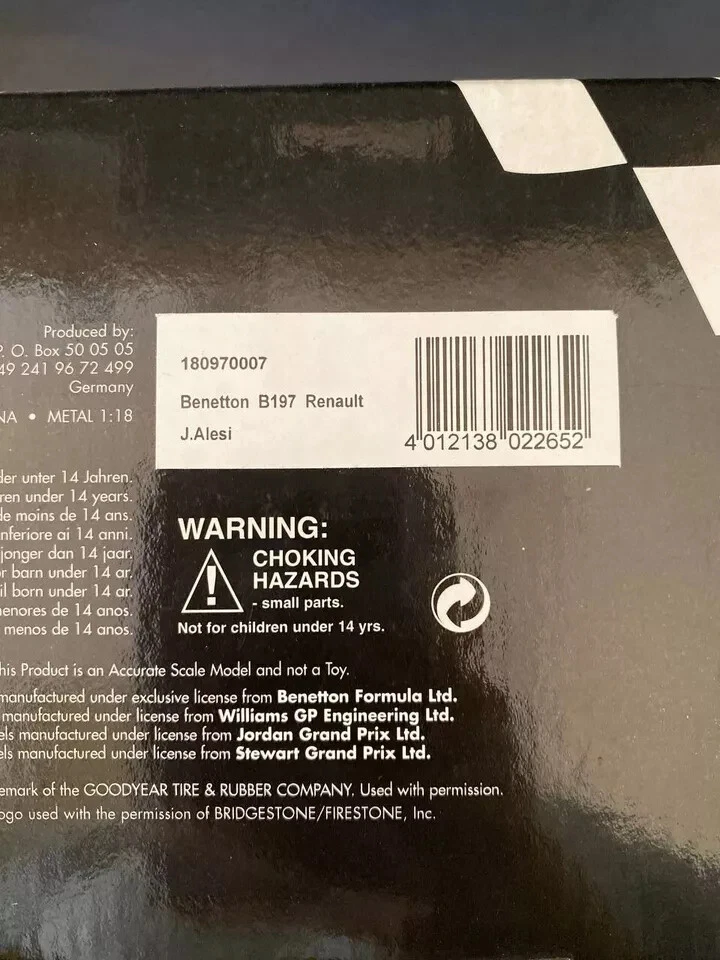 Produced by:
P. O. Box 50 05 05
49 241 96 72 499
Germany
NA • METAL 1:18
180970007
Benetton B197 Renault
J.Alesi
4 012138 022652
der unter 14 Jahren.
ren under 14 years.
de moins de 14 ans.
nferiore ai 14 anni.
jonger dan 14 jaar.
r barn under 14 ar.
il born under 14 ar.
enores de 14 anos.
menos de 14 anos.
WARNING:
CHOKING
HAZARDS
- small parts.
Not for children under 14 yrs.
his Product is an Accurate Scale Model and not a Toy.
manufactured under exclusive license from Benetton Formula Ltd.
manufactured under license from Williams GP Engineering Ltd.
els manufactured under license from Jordan Grand Prix Ltd.
els manufactured under license from Stewart Grand Prix Ltd.
emark of the GOODYEAR TIRE & RUBBER COMPANY. Used with permission.
ogo used with the permission of BRIDGESTONE/FIRESTONE, Inc.